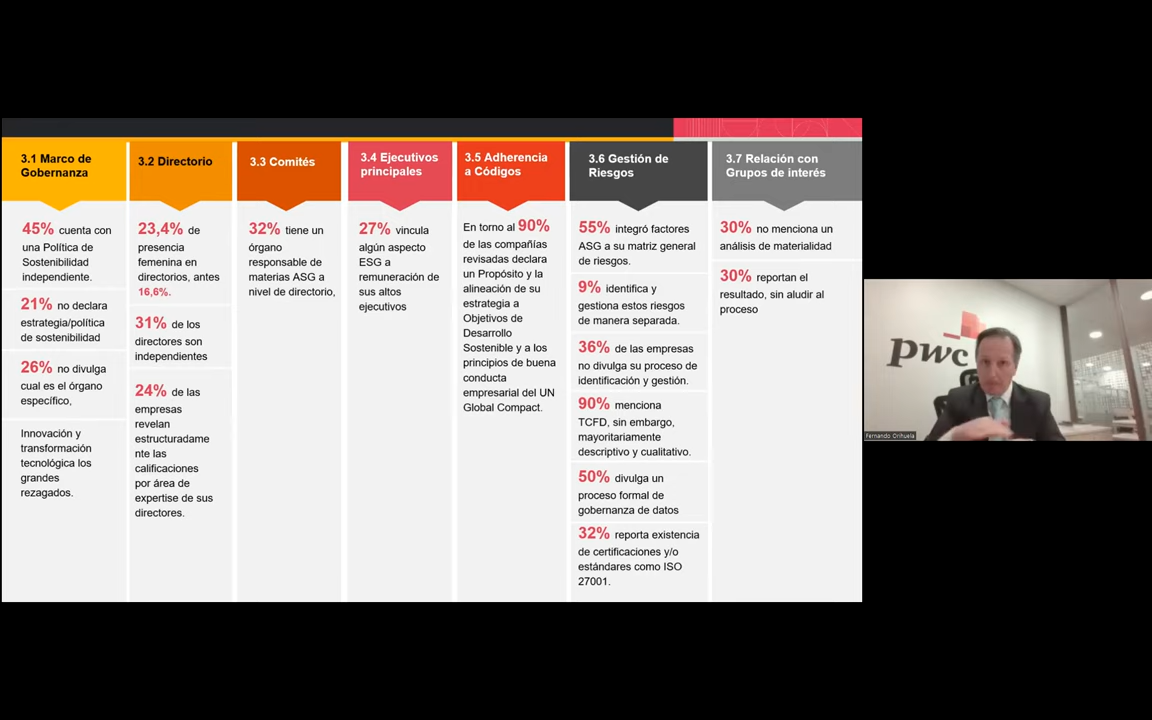 3.1 Marco de
Gobernanza
45% cuenta con
una Política de
Sostenibilidad
independiente.
21% no declara
estrategia/política
de sostenibilidad
26% no divulga
cual es el órgano
específico,
Innovación y
transformación
tecnológica los
grandes
rezagados.
3.2 Directorio
23,4% de
presencia
femenina en
directorios, antes
16,6%.
31% de los
directores son
independientes
24% de las
empresas
revelan
estructuradame
nte las
calificaciones
por área de
expertise de sus
directores.
3.3 Comités
32% tiene un
órgano
responsable de
materias ASG a
nivel de directorio,
3.4 Ejecutivos
principales
27% vincula
algún aspecto
ESG a
remuneración de
sus altos
ejecutivos
3.5 Adherencia
a Códigos
En torno al 90%
de las compañías
revisadas declara
un Propósito y la
alineación de su
estrategia a
Objetivos de
Desarrollo
Sostenible y a los
principios de buena
conducta
empresarial del UN
Global Compact.
3.6 Gestión de
Riesgos
55% integró factores
ASG a su matriz general
de riesgos.
9% identifica y
gestiona estos riesgos
de manera separada.
36% de las empresas
no divulga su proceso de
identificación y gestión.
90% menciona
TCFD, sin embargo,
mayoritariamente
descriptivo y cualitativo.
50% divulga un
proceso formal de
gobernanza de datos
32% reporta existencia
de certificaciones y/o
estándares como ISO
27001.
3.7 Relación con
Grupos de interés
30% no menciona un
análisis de materialidad
30% reportan el
resultado, sin aludir al
proceso
pwc
Fernando Orihuela